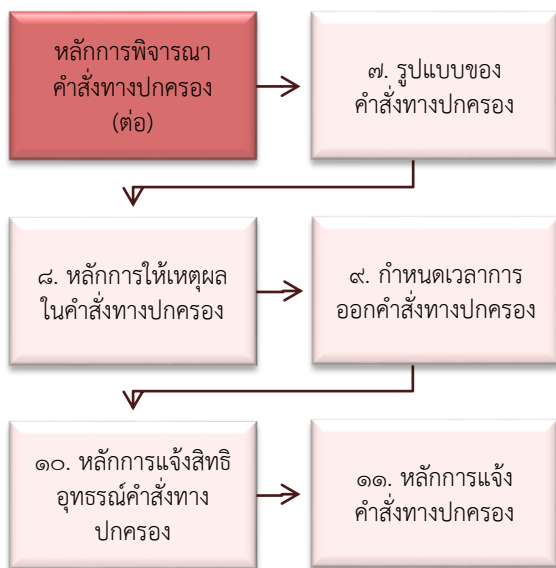 หลักการพิจารณา
คำสั่งทางปกครอง
(ต่อ)
๗. รูปแบบของ
คำสั่งทางปกครอง
๘. หลักการให้เหตุผล
ในคำสั่งทางปกครอง
๙. กำหนดเวลาการ
ออกคำสั่งทางปกครอง
๑๐. หลักการแจ้งสิทธิ
อุทธรณ์คำสั่งทาง
ปกครอง
๑๑. หลักการแจ้ง
คำสั่งทางปกครอง